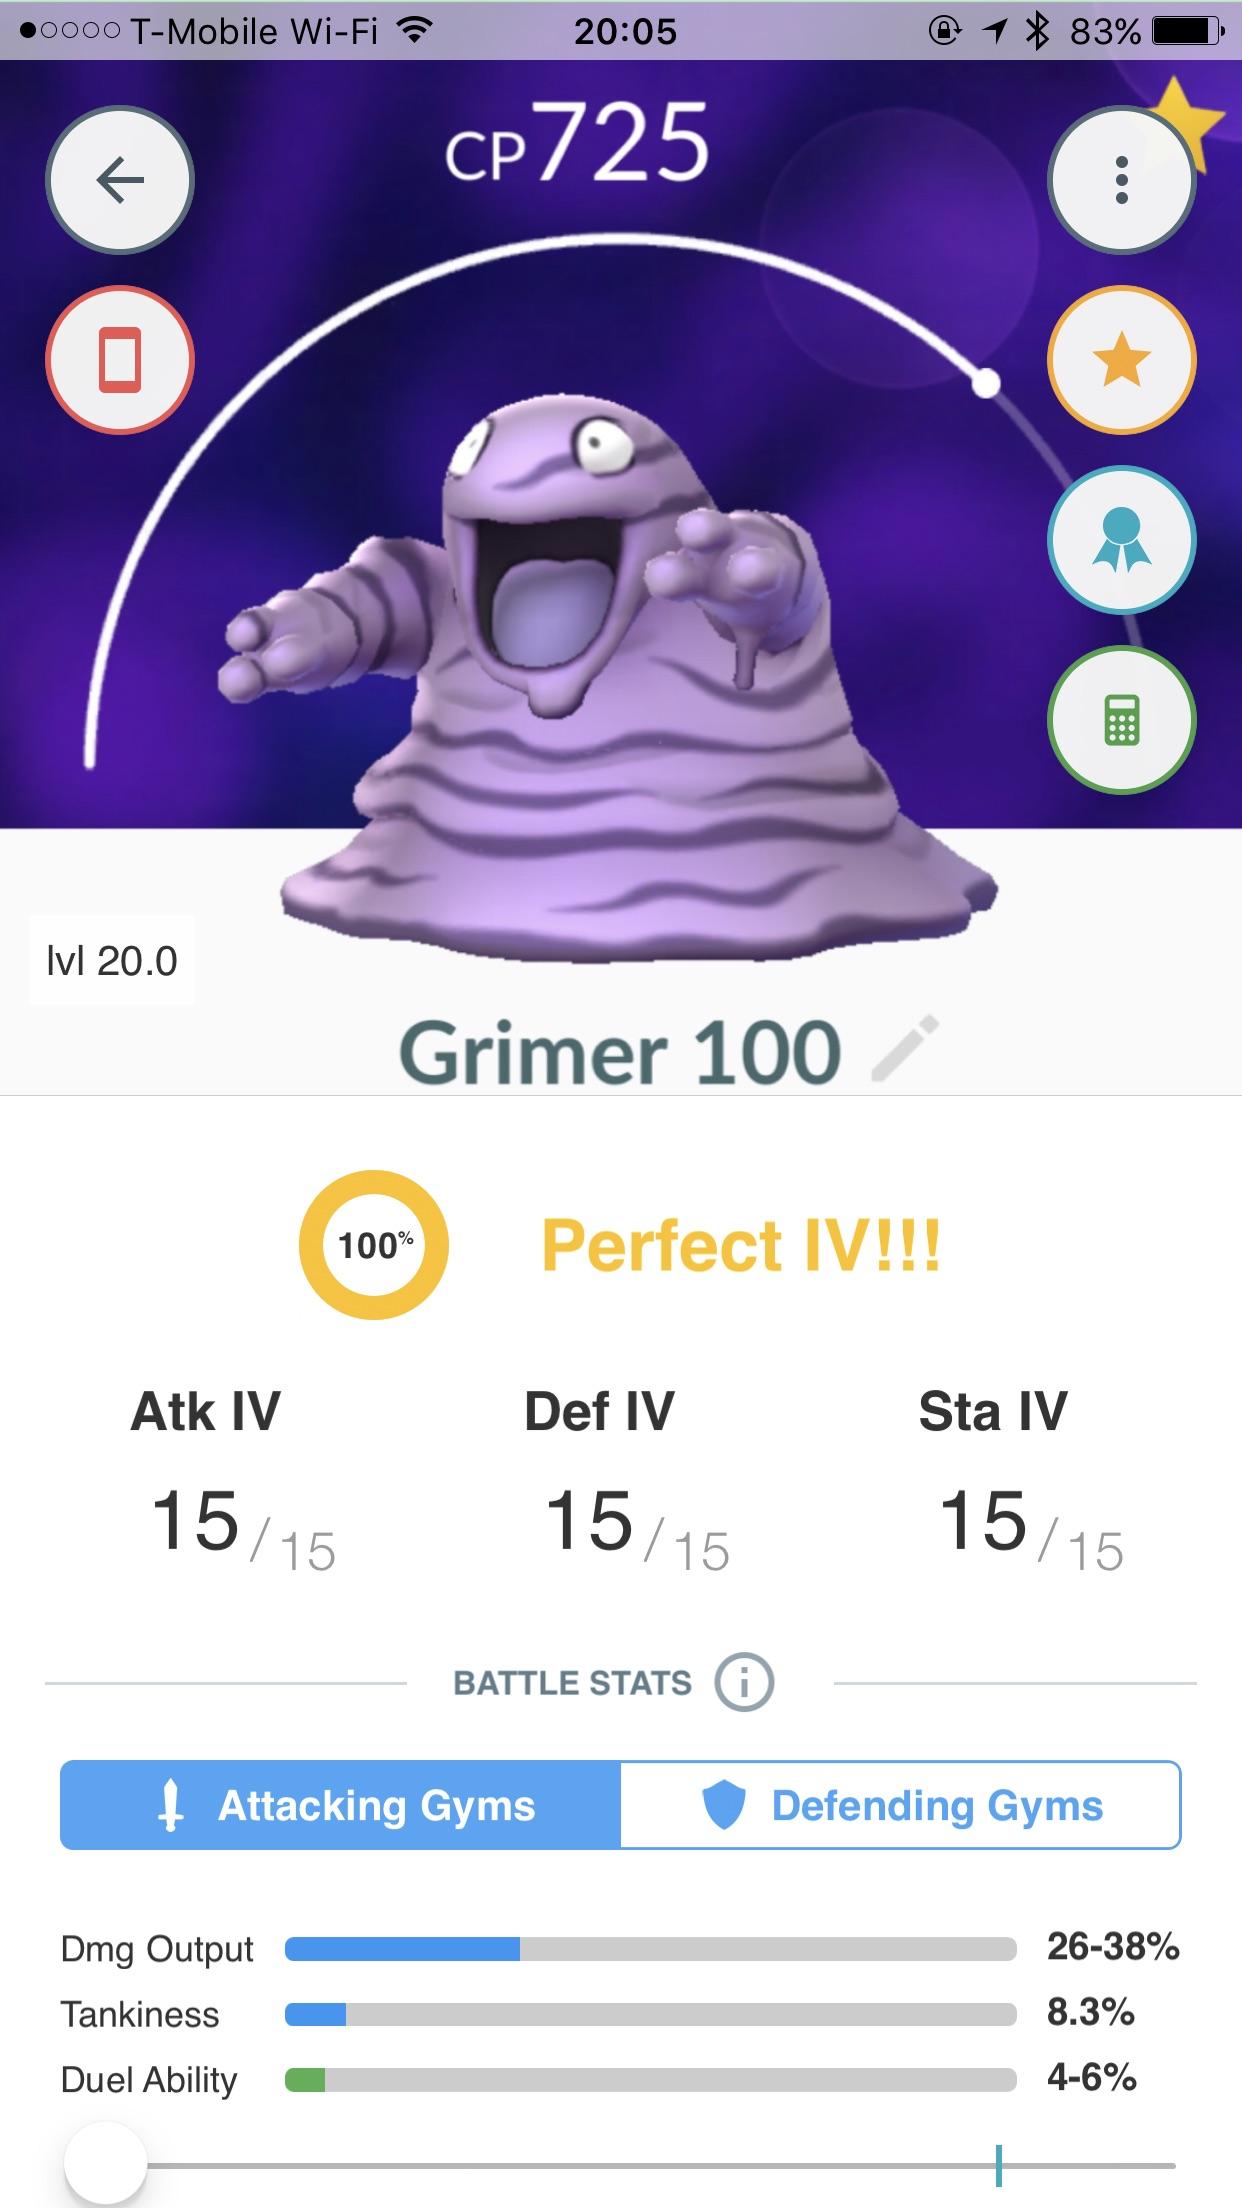 T-Mobile Wi-Fi 20:05 83%
CP725
lvl 20.0
Grimer 100
100% Perfect IV!!!
Atk IV Def IV Sta IV
15/15 15/15 15/15
BATTLE STATS i
Attacking Gyms Defending Gyms
Dmg Output 26-38%
Tankiness 8.3%
Duel Ability 4-6%